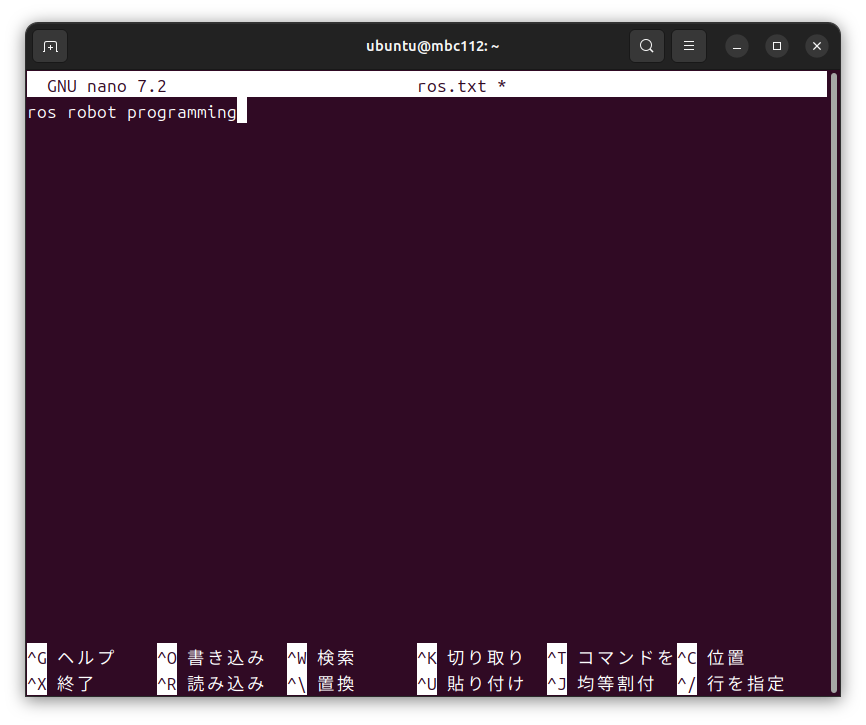 ubuntu@mbc112: ~
GNU nano 7.2 ros.txt *
ros robot programming
^G ヘルプ ^O 書き込み ^W 検索 ^K 切り取り ^T コマンドを ^C 位置
^X 終了 ^R 読み込み ^\ 置換 ^U 貼り付け ^J 均等割付 ^/ 行を指定